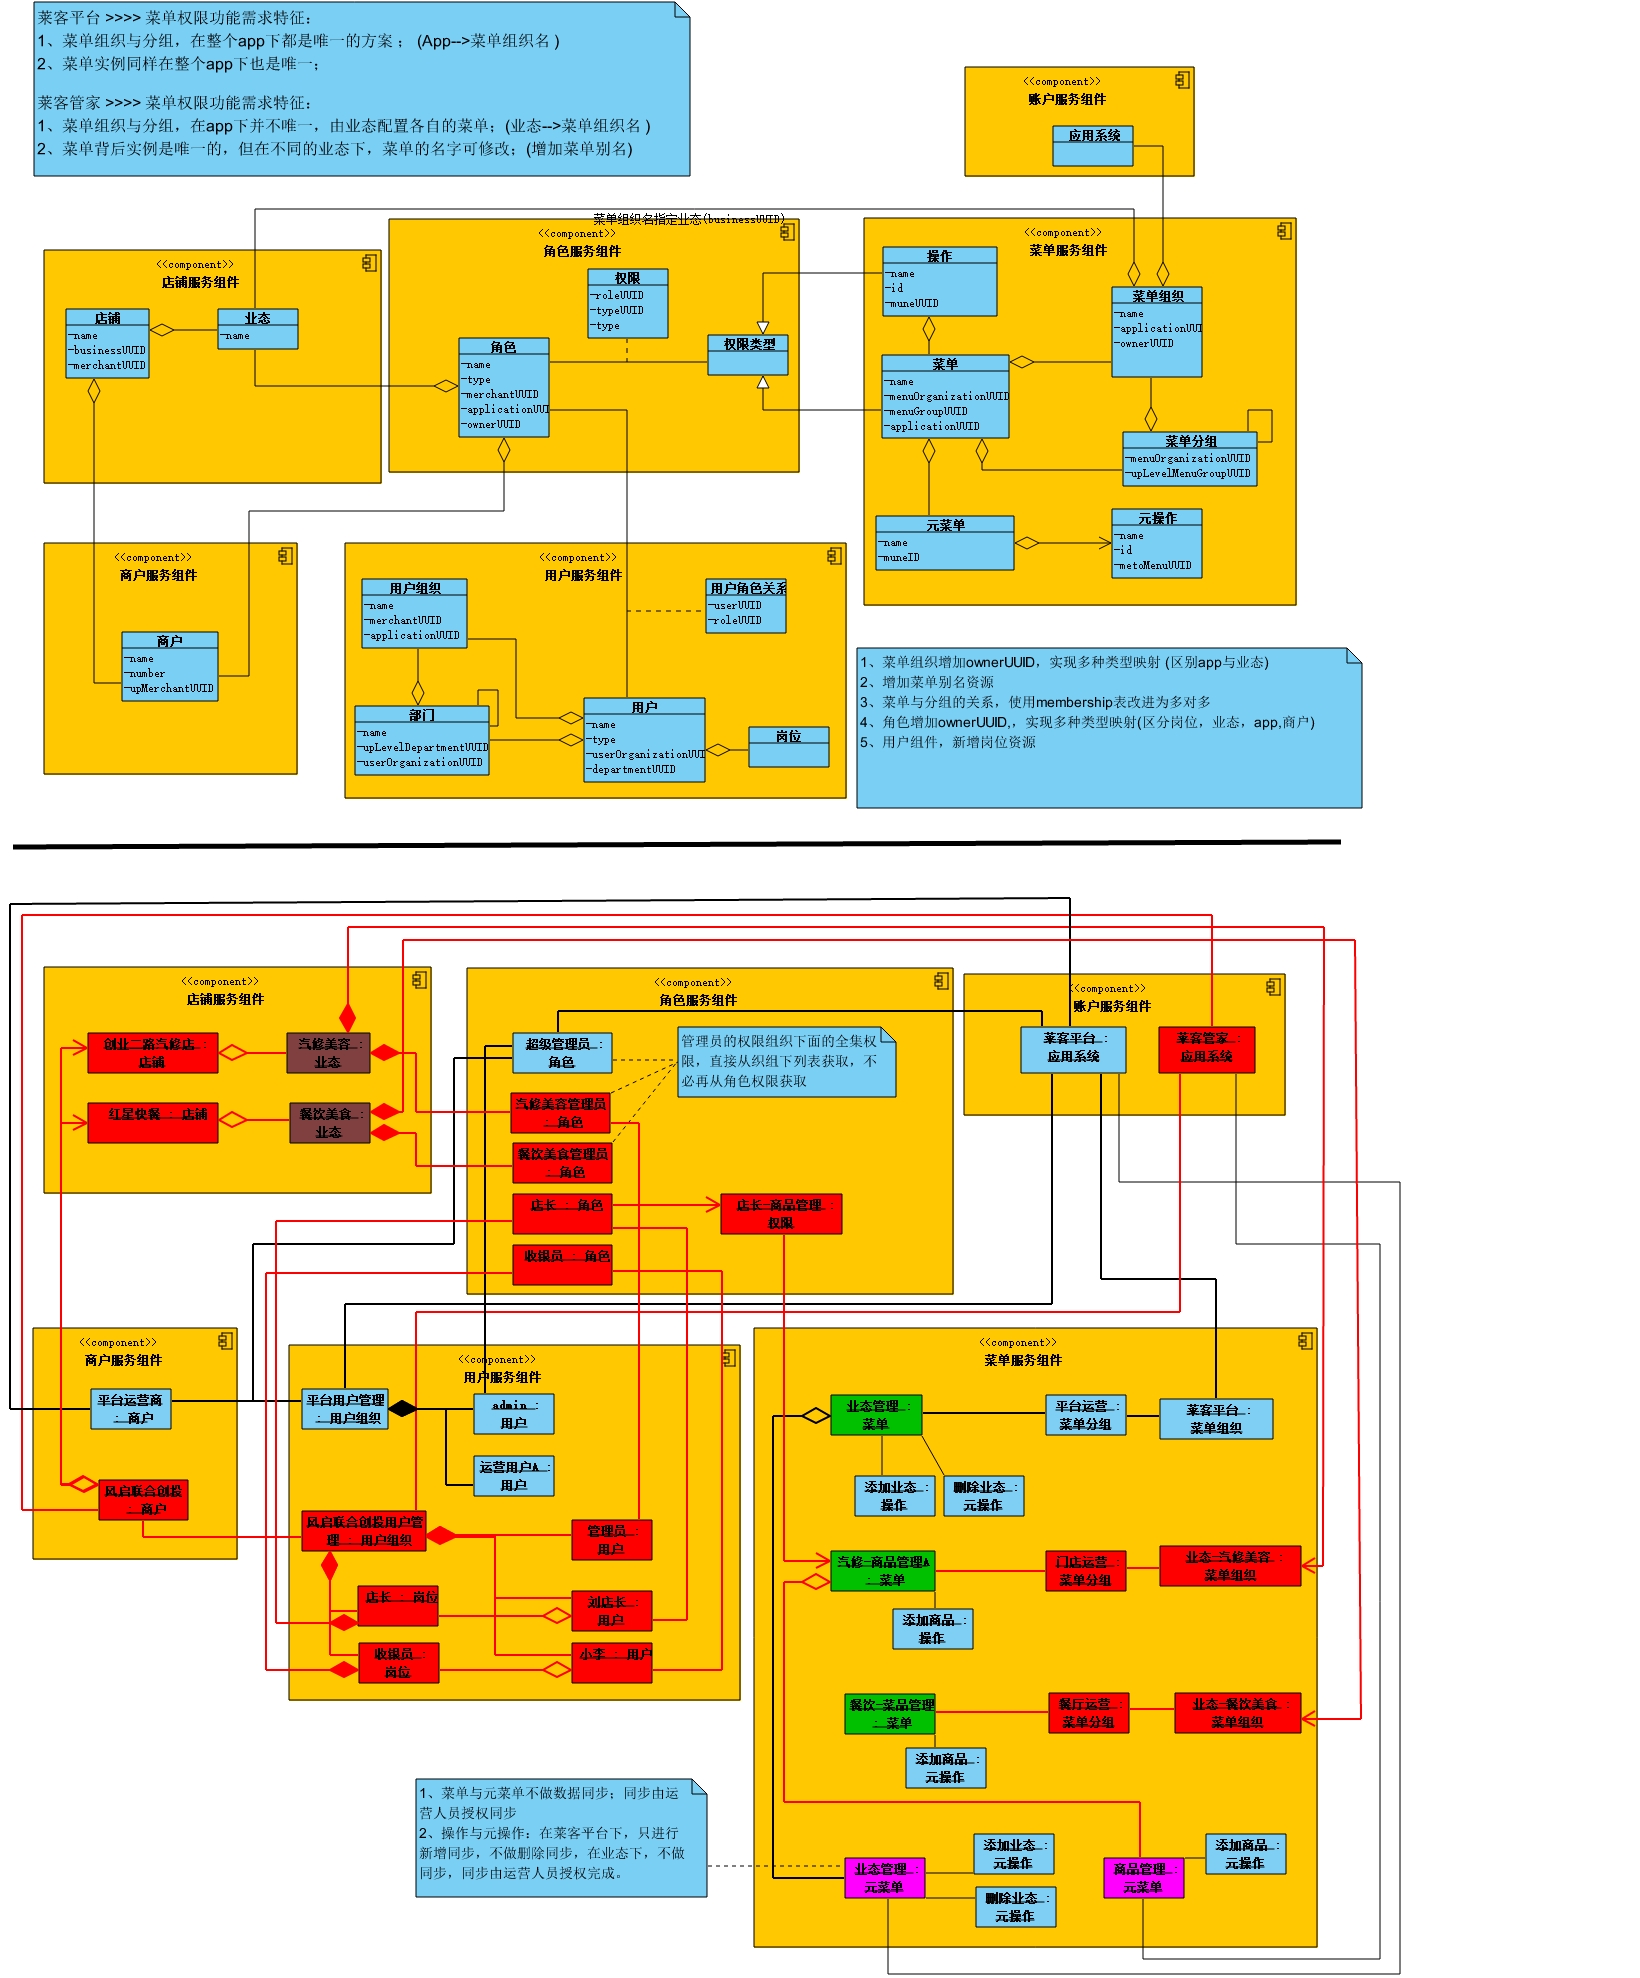 莱客平台 >>>> 菜单权限功能需求特征：
1、菜单组织与分组，在整个app下都是唯一的方案 ； (App-->菜单组织名 )
2、菜单实例同样在整个app下也是唯一；
莱客管家 >>>> 菜单权限功能需求特征：
1、菜单组织与分组，在app下并不唯一，由业态配置各自的菜单；(业态-->菜单组织名 )
2、菜单背后实例是唯一的，但在不同的业态下，菜单的名字可修改；(增加菜单别名)
<<component>>
账户服务组件
应用系统
菜单组织名指定业态(businessUUID)
<<component>>
店铺服务组件
店铺
-name
-businessUUID
-merchantUUID
业态
-name
<<component>>
角色服务组件
权限
-roleUUID
-typeUUID
-type
角色
-name
-type
-merchantUUID
-applicationUUI
-ownerUUID
权限类型
<<component>>
菜单服务组件
操作
-name
-id
-muneUUID
菜单组织
-name
-applicationUUI
-ownerUUID
菜单
-name
-menuOrganizationUUID
-menuGroupUUID
-applicationUUID
菜单分组
-menuOrganizationUUID
-upLevelMenuGroupUUID
元菜单
-name
-muneID
元操作
-name
-id
-metoMenuUUID
<<component>>
商户服务组件
商户
-name
-number
-upMerchantUUID
<<component>>
用户服务组件
用户组织
-name
-merchantUUID
-applicationUUID
用户角色关系
-userUUID
-roleUUID
部门
-name
-upLevelDepartmentUUID
-userOrganizationUUID
用户
-name
-type
-userOrganizationUUI
-departmentUUID
岗位
1、菜单组织增加ownerUUID，实现多种类型映射 (区别app与业态)
2、增加菜单别名资源
3、菜单与分组的关系，使用membership表改进为多对多
4、角色增加ownerUUID,，实现多种类型映射(区分岗位，业态，app,商户)
5、用户组件，新增岗位资源
<<component>>
店铺服务组件
创业二路汽修店 :
店铺
汽修美容 :
业态
红星快餐 : 店铺
餐饮美食 :
业态
<<component>>
角色服务组件
超级管理员 :
角色
管理员的权限组织下面的全集权
限，直接从织组下列表获取，不
必再从角色权限获取
汽修美容管理员
: 角色
餐饮美食管理员
: 角色
店长 : 角色
店长-商品管理 :
权限
收银员 : 角色
<<component>>
账户服务组件
莱客平台 :
应用系统
莱客管家 :
应用系统
<<component>>
商户服务组件
平台运营商
: 商户
风启联合创投
: 商户
<<component>>
用户服务组件
平台用户管理
: 用户组织
admin :
用户
运营用户A :
用户
风启联合创投用户管
理 : 用户组织
管理员 :
用户
店长 : 岗位
刘店长 :
用户
收银员 :
岗位
小李 : 用户
<<component>>
菜单服务组件
业态管理 :
菜单
平台运营 :
菜单分组
莱客平台 :
菜单组织
添加业态 :
操作
删除业态 :
元操作
汽修-商品管理A
: 菜单
门店运营 :
菜单分组
业态-汽修美容 :
菜单组织
添加商品 :
操作
餐饮-菜品管理
: 菜单
餐厅运营 :
菜单分组
业态-餐饮美食 :
菜单组织
添加商品 :
元操作
1、菜单与元菜单不做数据同步；同步由运
营人员授权同步
2、操作与元操作：在莱客平台下，只进行
新增同步，不做删除同步，在业态下，不做
同步，同步由运营人员授权完成。
业态管理 :
元菜单
添加业态 :
元操作
删除业态 :
元操作
商品管理 :
元菜单
添加商品 :
元操作